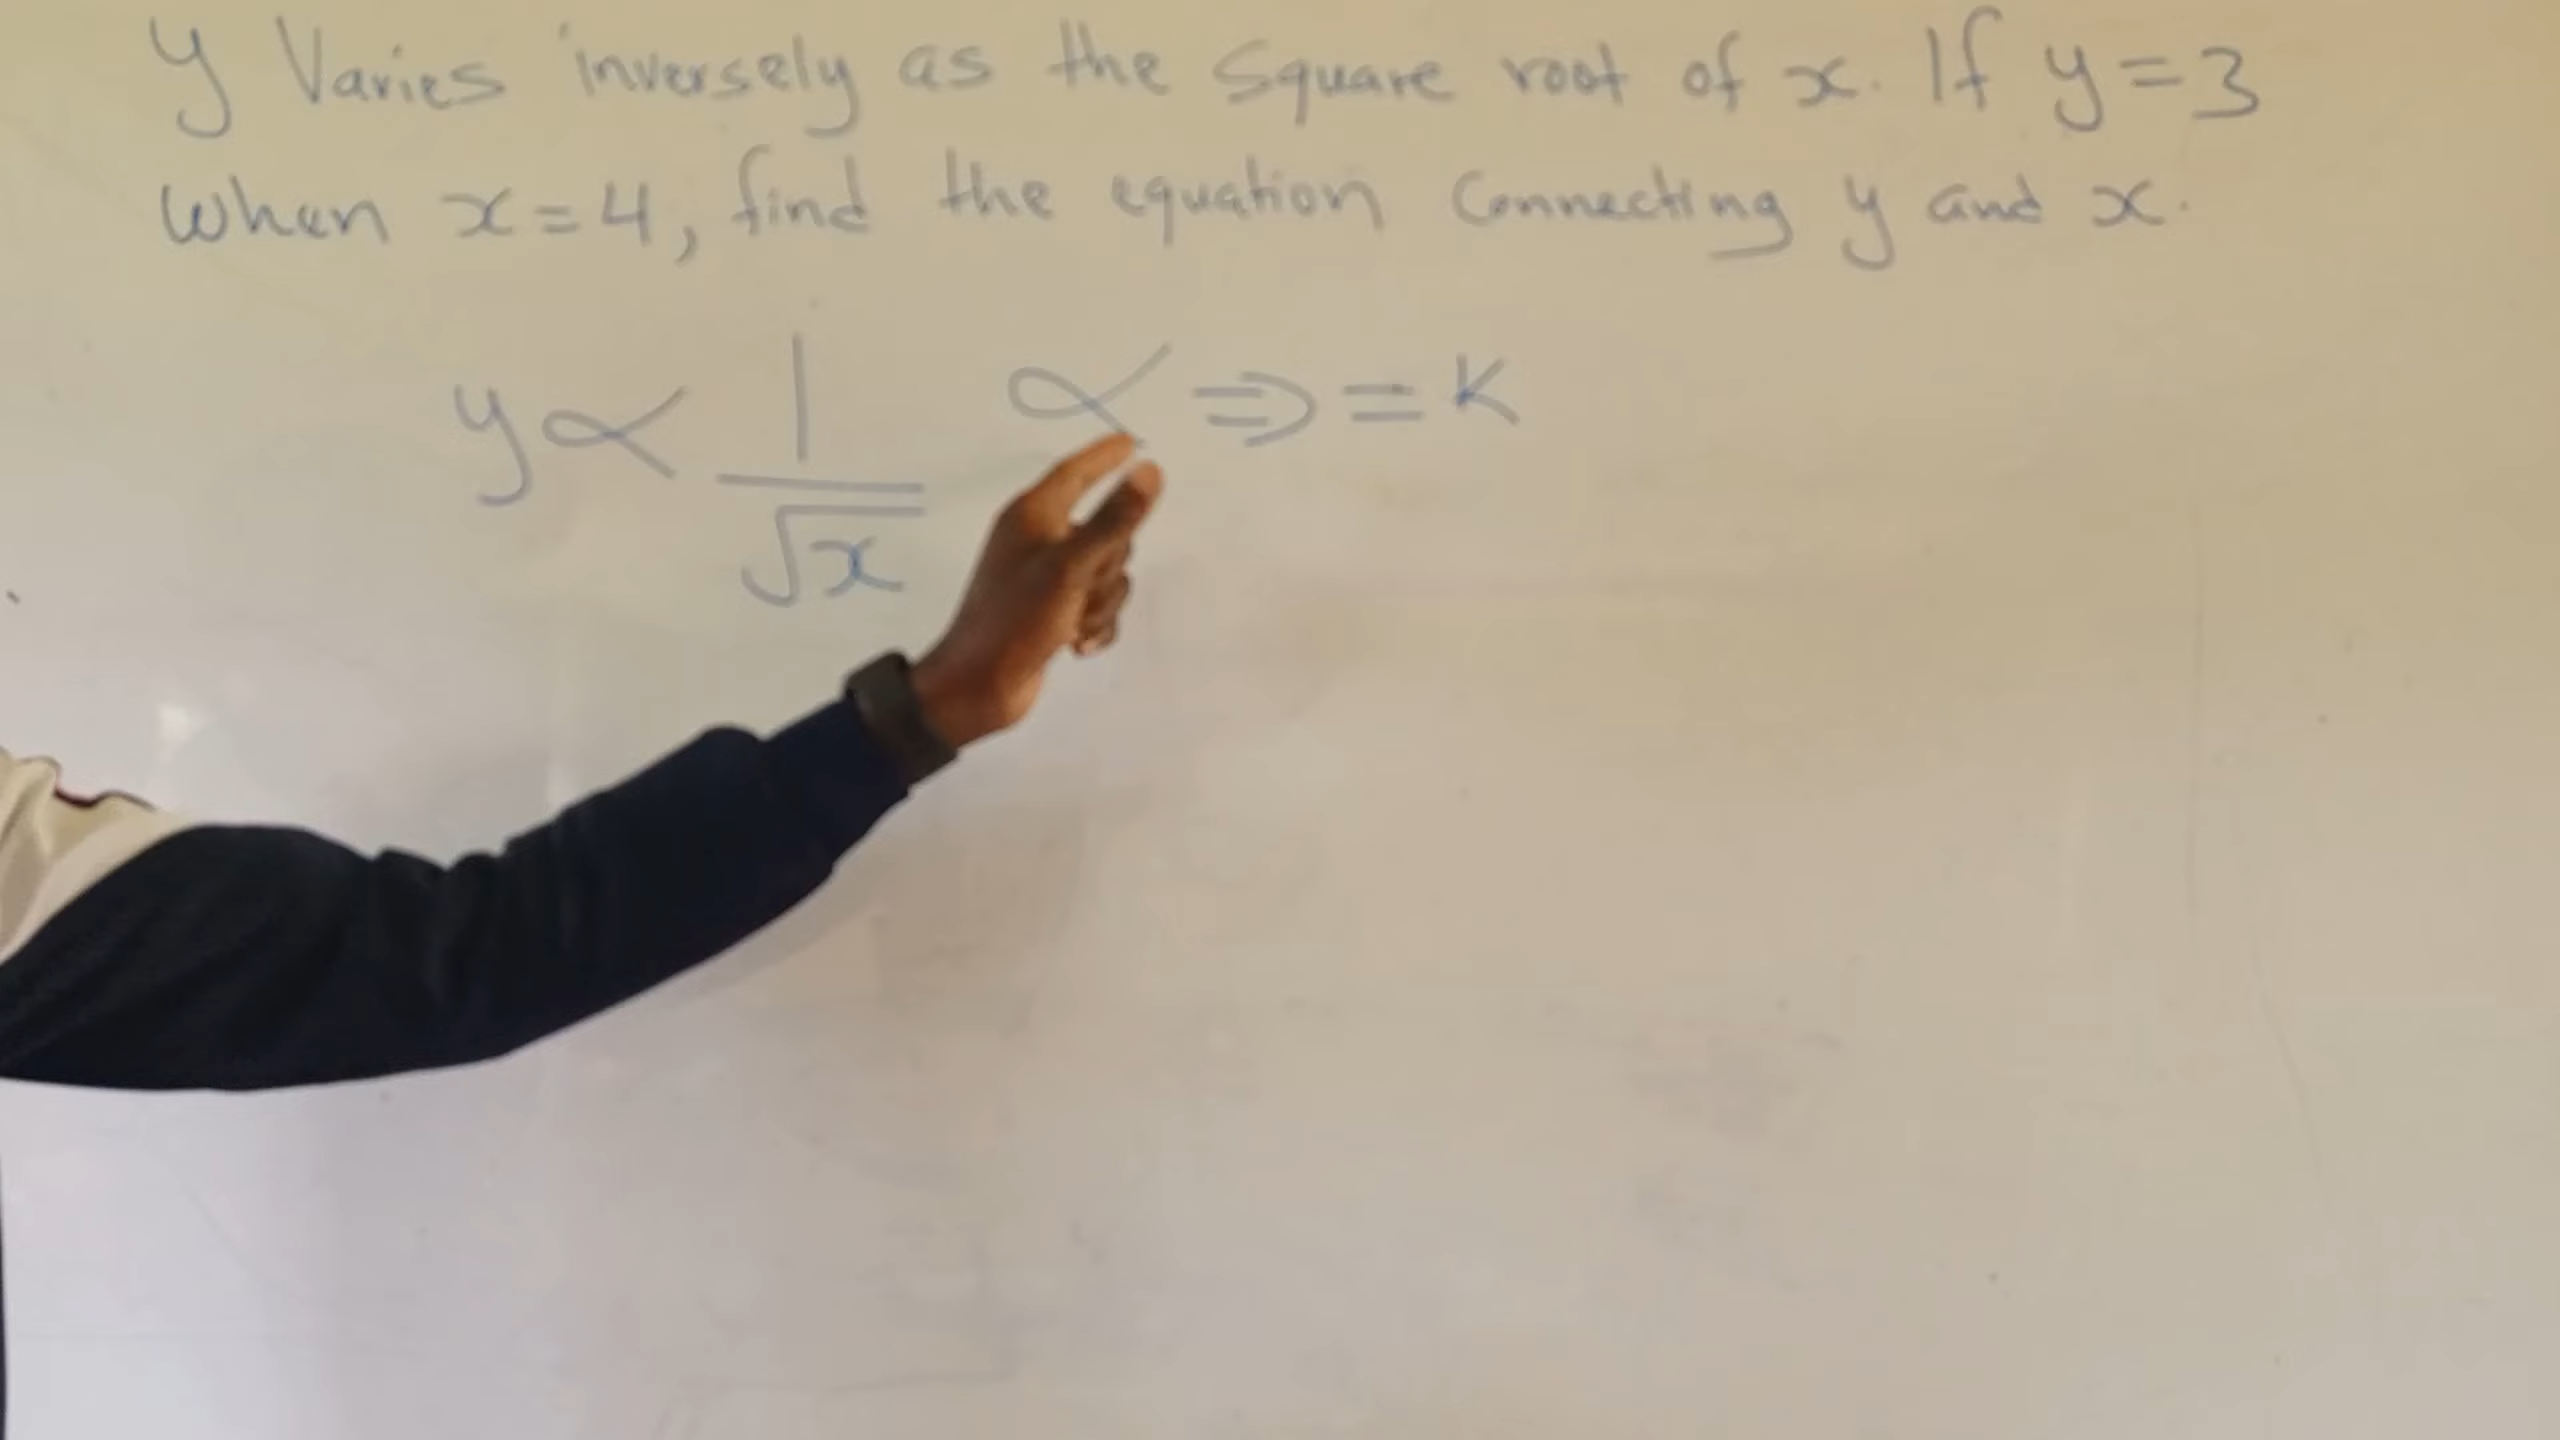 y Varies inversely as the square root of x. If y=3
when x=4, find the equation connecting y and x.
y ∝ 1/√x ∝ ⇒ = K